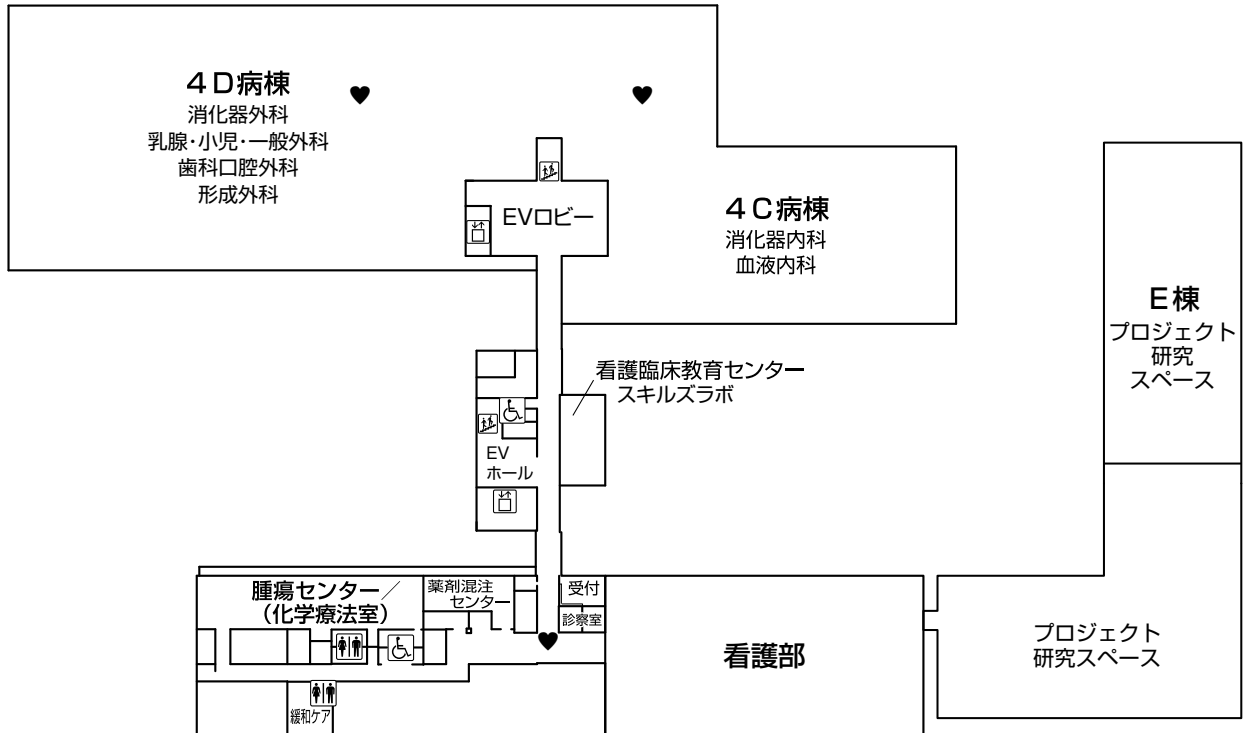 4D病棟
消化器外科
乳腺・小児・一般外科
歯科口腔外科
形成外科
EVロビー
4C病棟
消化器内科
血液内科
E棟
プロジェクト
研究
スペース
看護臨床教育センター
スキルズラボ
EV
ホール
腫瘍センター
(化学療法室)
薬剤混注
センター
受付
診察室
看護部
プロジェクト
研究スペース
緩和ケア